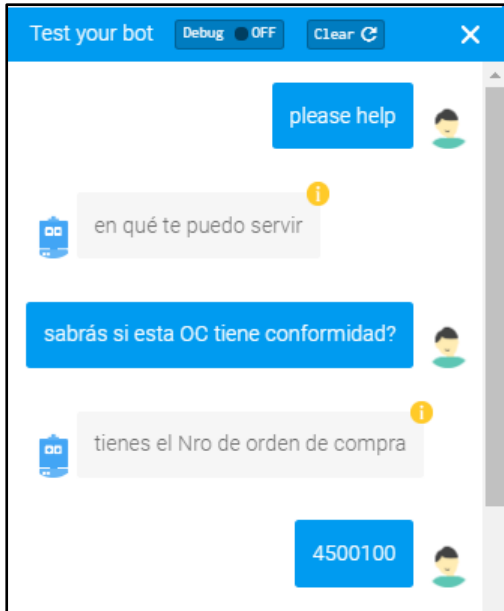 Test your bot Debug OFF Clear
please help
en qué te puedo servir
sabrás si esta OC tiene conformidad?
tienes el Nro de orden de compra
4500100